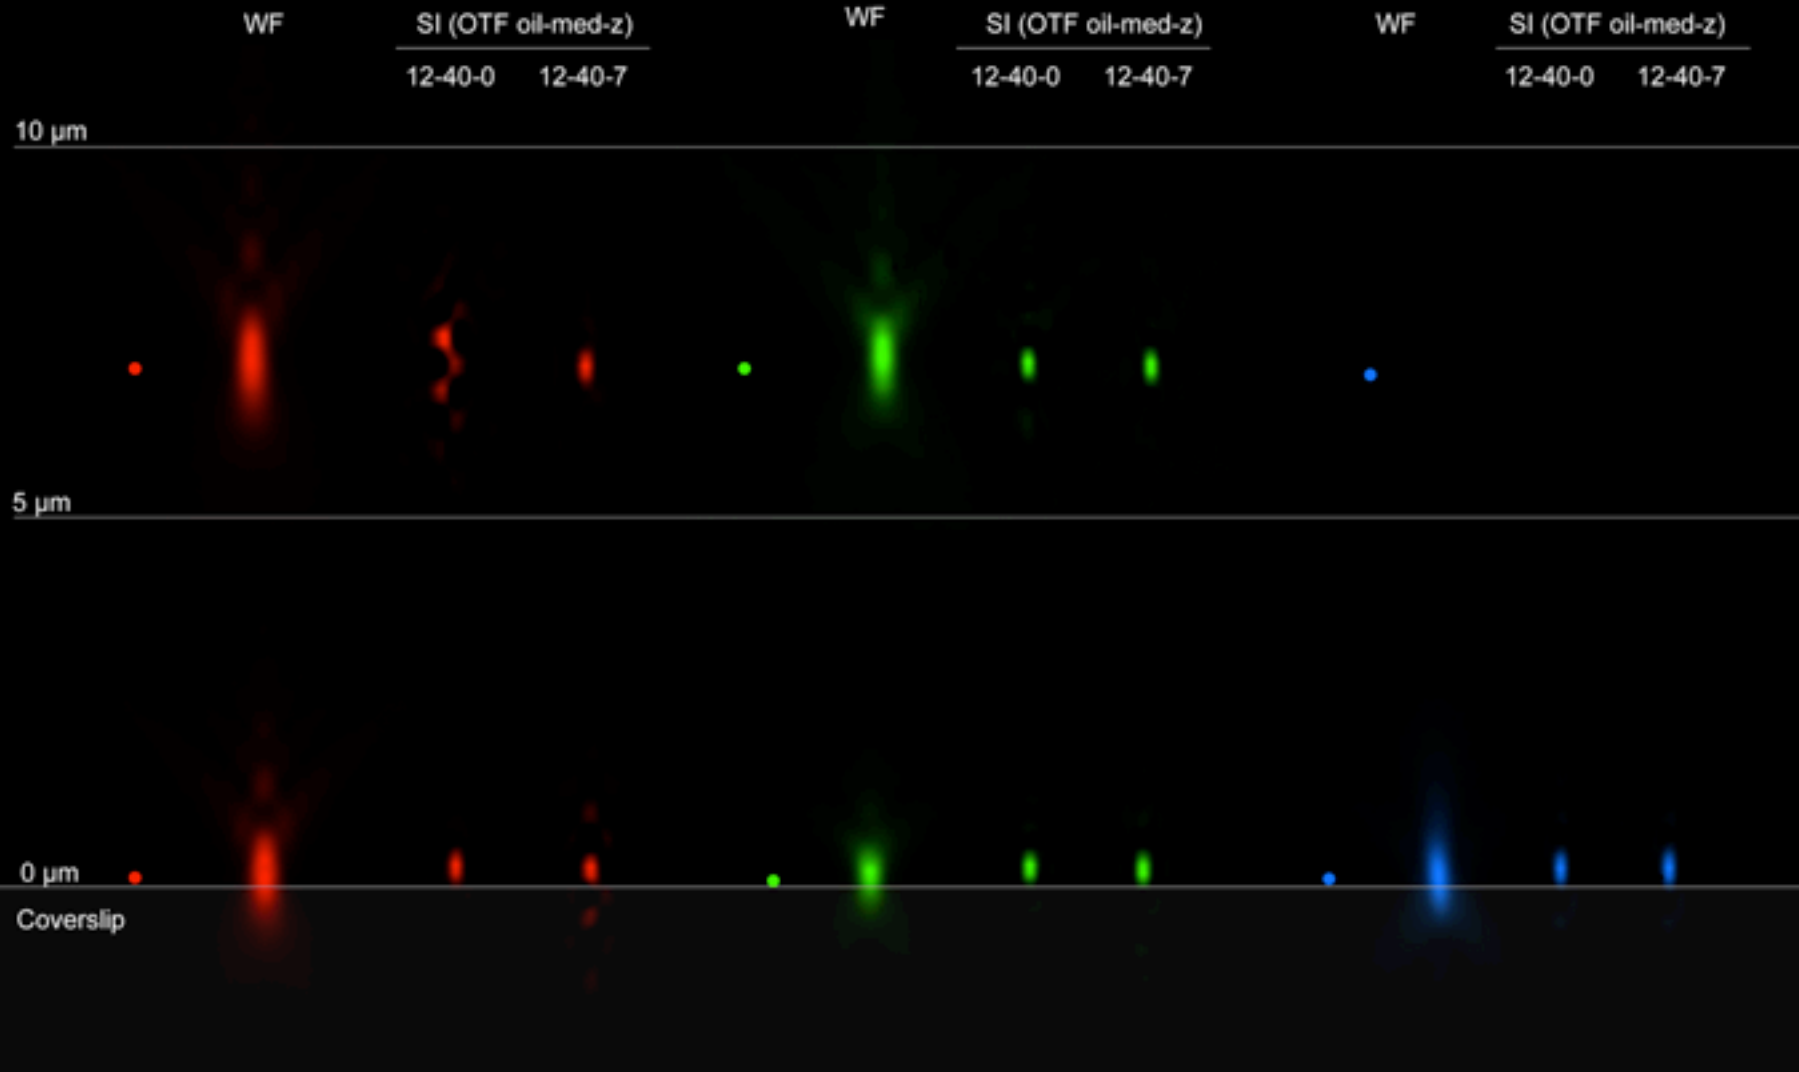 WF SI (OTF oil-med-z) WF SI (OTF oil-med-z) WF SI (OTF oil-med-z)
12-40-0 12-40-7 12-40-0 12-40-7 12-40-0 12-40-7
10 µm
5 µm
0 µm
Coverslip